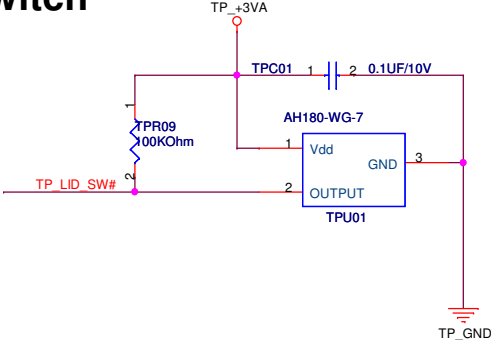 witch
TP_+3VA
TPC01 1 2 0.1UF/10V
AH180-WG-7
1
TPR09
100KOhm
2
1 Vdd
GND 3
TP_LID_SW#
2 OUTPUT
TPU01
TP_GND